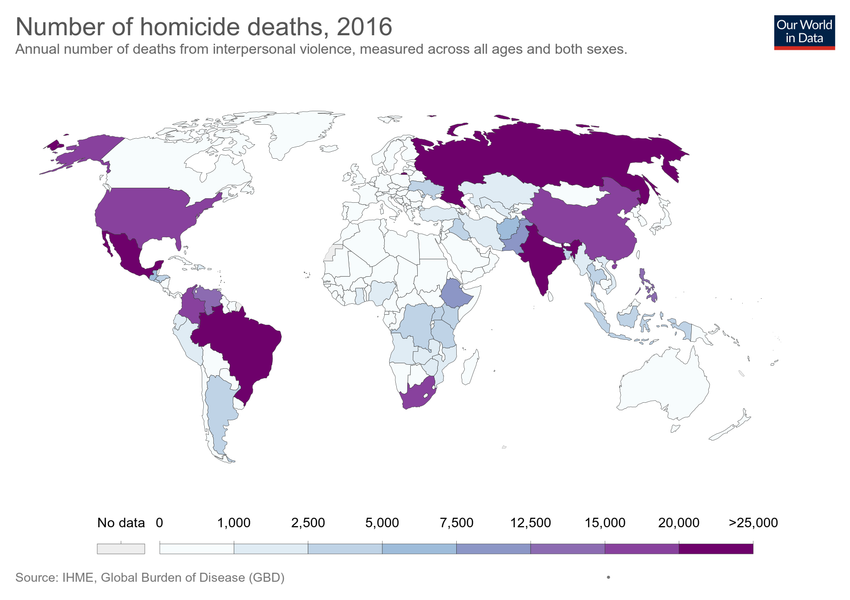 Number of homicide deaths, 2016
Annual number of deaths from interpersonal violence, measured across all ages and both sexes.
Our World
in Data
No data 0 1,000 2,500 5,000 7,500 12,500 15,000 20,000 >25,000
Source: IHME, Global Burden of Disease (GBD) •